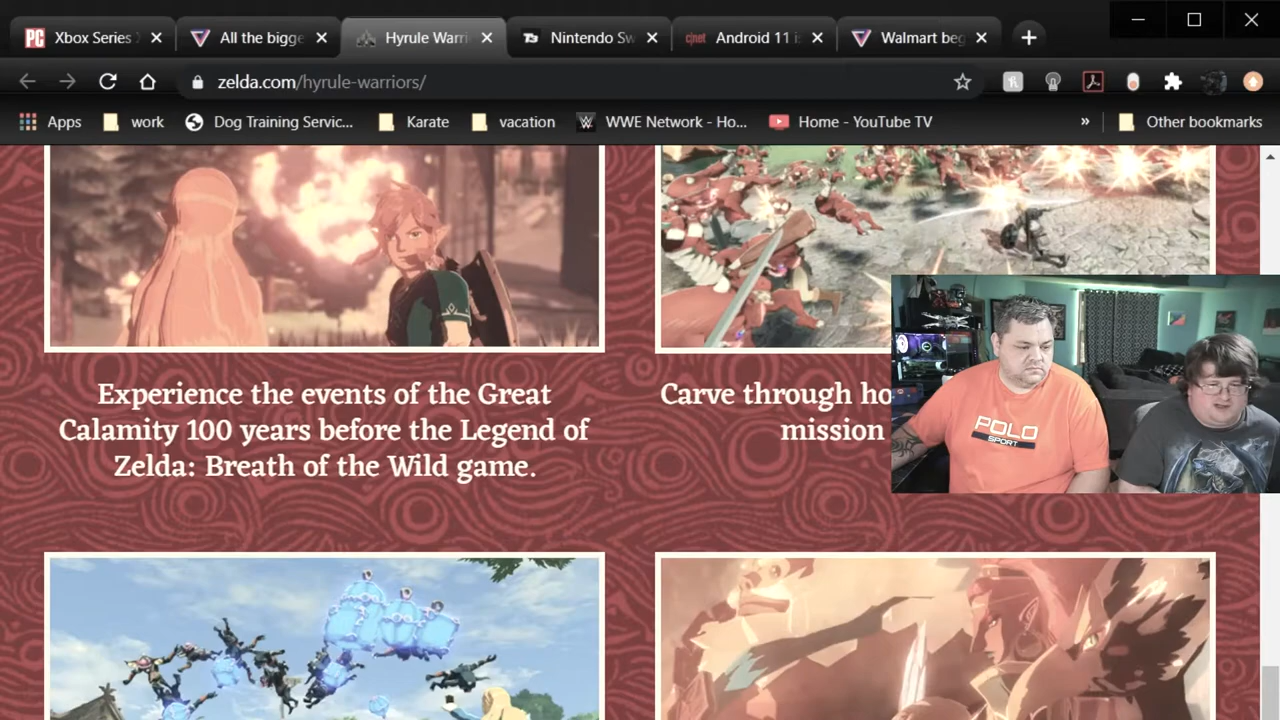 Xbox Series
All the bigge
Hyrule Warri
Nintendo Sw
c|net
Android 11 i
Walmart beg
zelda.com/hyrule-warriors/
Apps
work
Dog Training Servic...
Karate
vacation
WWE Network - Ho...
Home - YouTube TV
»
Other bookmarks
Experience the events of the Great
Calamity 100 years before the Legend of
Zelda: Breath of the Wild game.
Carve through ho
mission
POLO
SPORT